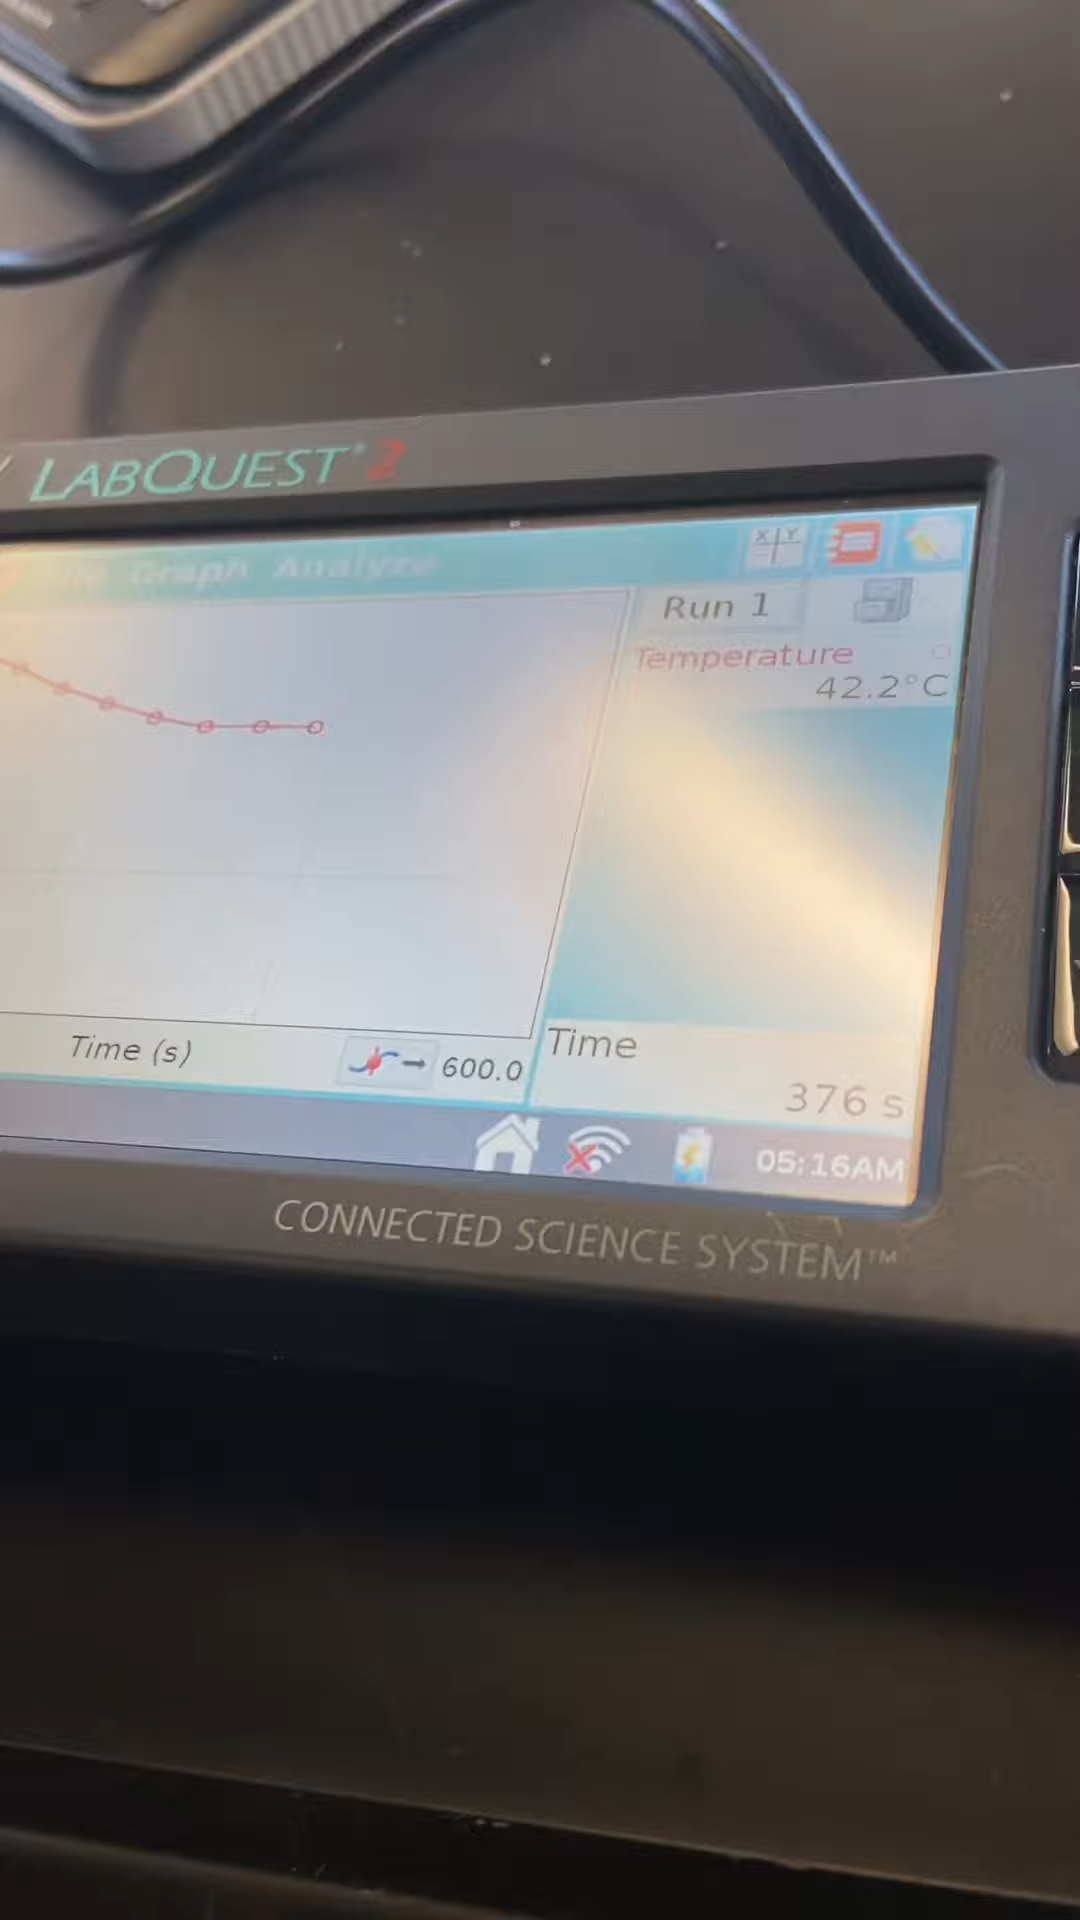 LABQUEST 2
Graph Analyze
X Y
Run 1
Temperature
42.2°C
Time (s)
600.0
Time
376 s
05:16AM
CONNECTED SCIENCE SYSTEM™